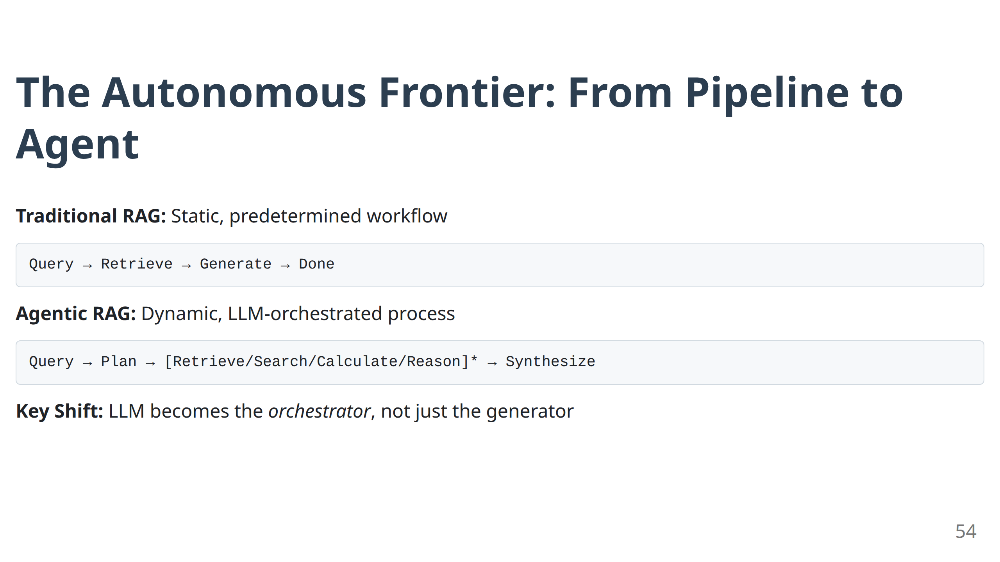 The Autonomous Frontier: From Pipeline to
Agent
Traditional RAG: Static, predetermined workflow
Query → Retrieve → Generate → Done
Agentic RAG: Dynamic, LLM-orchestrated process
Query → Plan → [Retrieve/Search/Calculate/Reason]* → Synthesize
Key Shift: LLM becomes the orchestrator, not just the generator
54